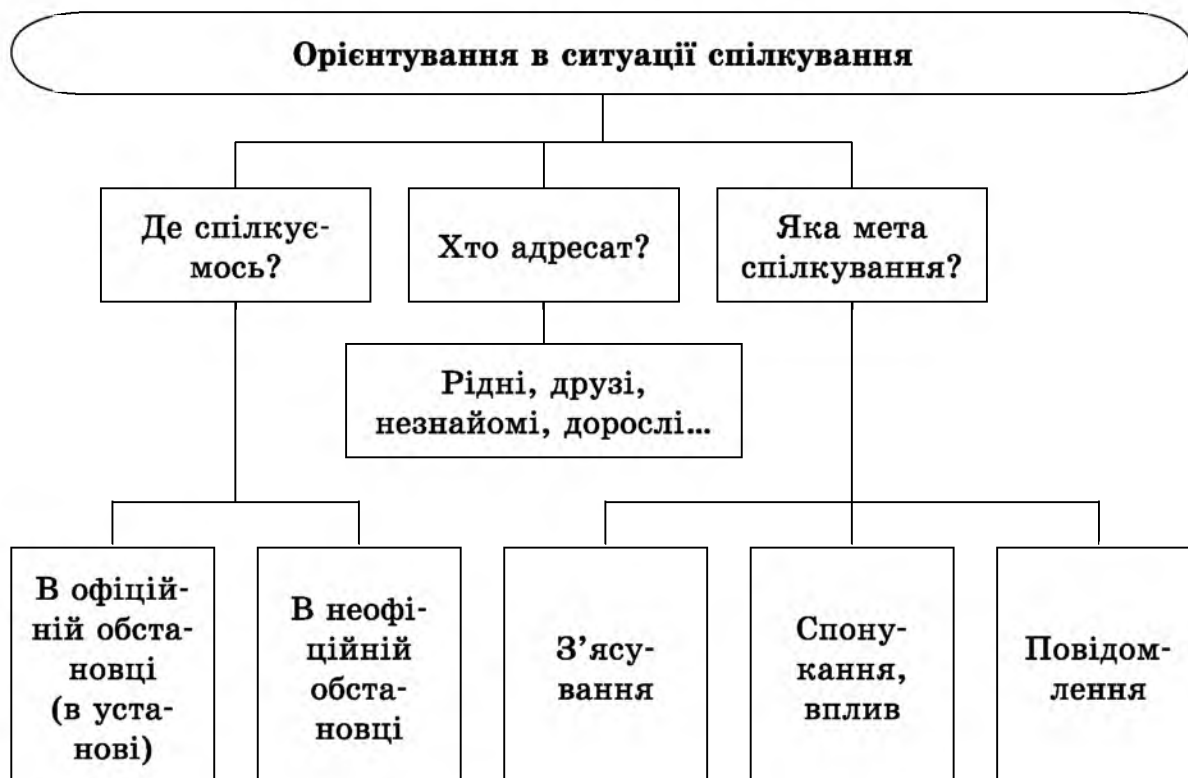 Орієнтування в ситуації спілкування
Де спілкує-
мось?
Хто адресат?
Яка мета
спілкування?
Рідні, друзі,
незнайомі, дорослі...
В офіцій-
ній обста-
новці
(в уста-
нові)
В неофі-
ційній
обста-
новці
З’ясу-
вання
Спону-
кання,
вплив
Повідом-
лення